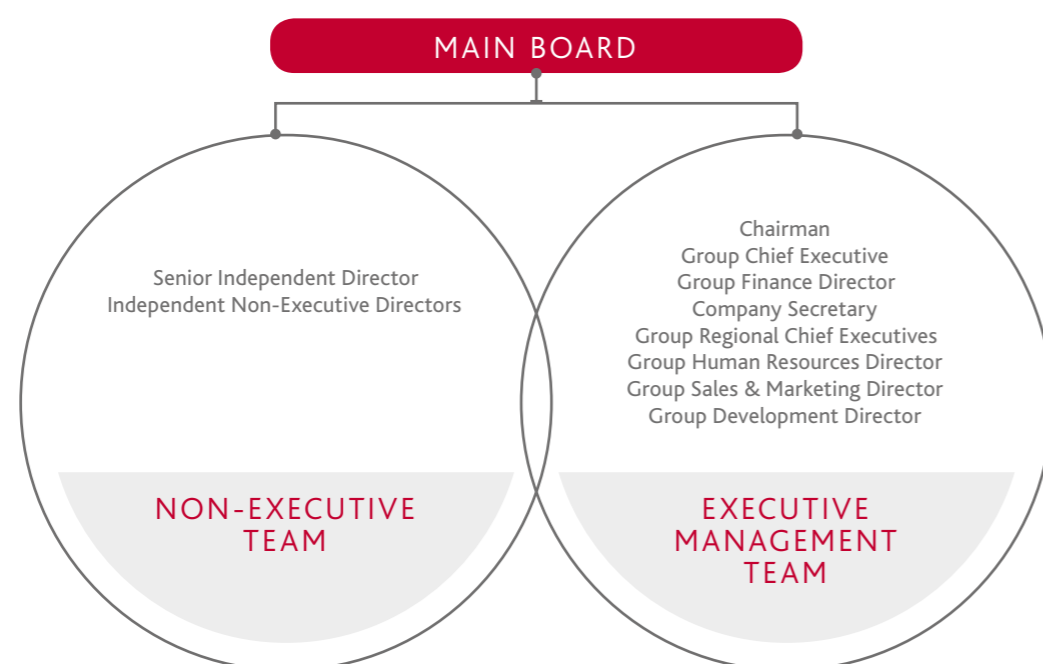 MAIN BOARD
Senior Independent Director
Independent Non-Executive Directors
NON-EXECUTIVE
TEAM
Chairman
Group Chief Executive
Group Finance Director
Company Secretary
Group Regional Chief Executives
Group Human Resources Director
Group Sales & Marketing Director
Group Development Director
EXECUTIVE
MANAGEMENT
TEAM